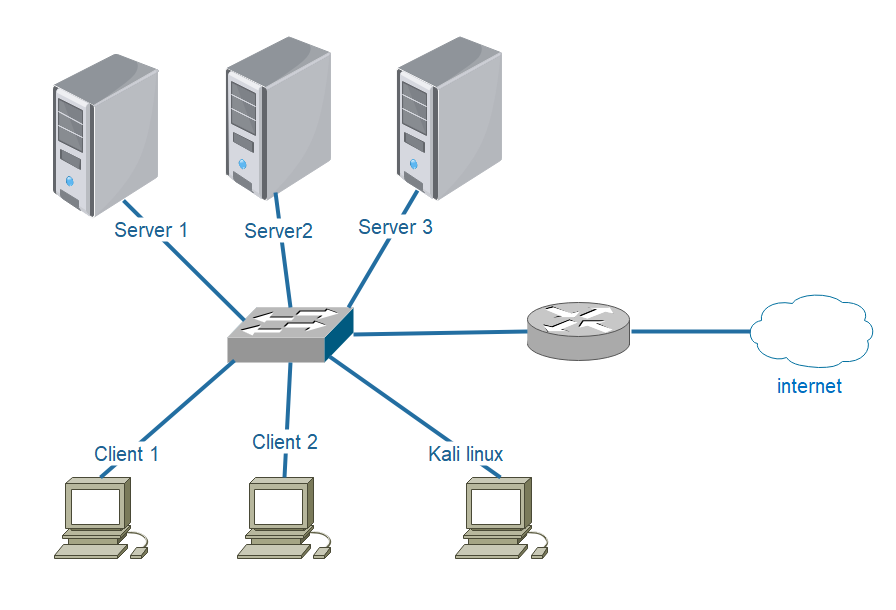 Server 1
Server2
Server 3
internet
Client 1
Client 2
Kali linux